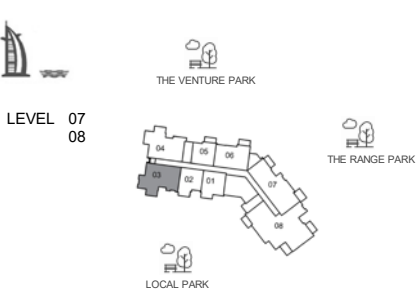 THE VENTURE PARK
LEVEL 07
08
THE RANGE PARK
04
05
06
03
02
01
07
08
LOCAL PARK